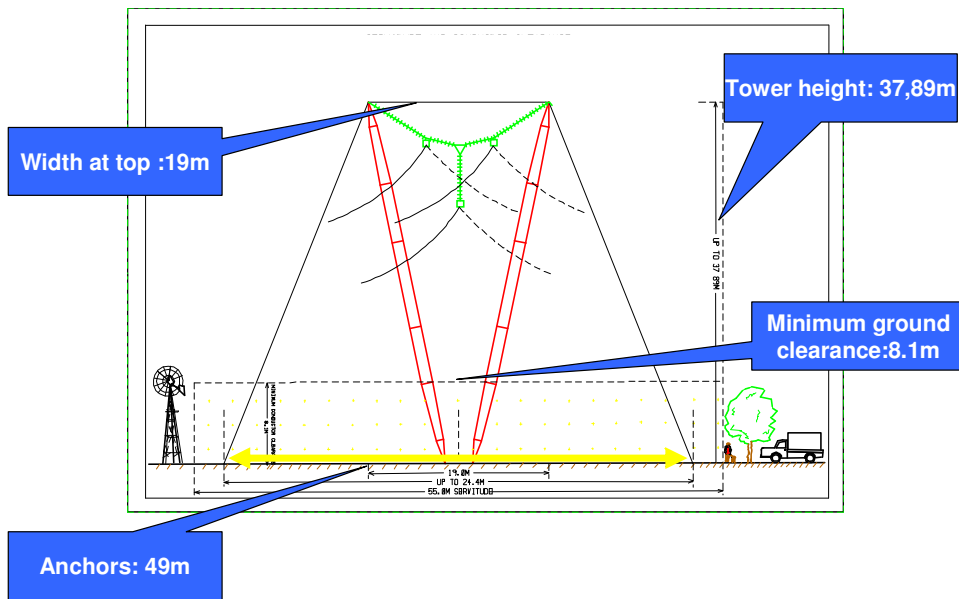 Tower height: 37,89m
Width at top :19m
UP TO 37.89M
Minimum ground
clearance:8.1m
19.0M
UP TO 24.4M
55.0M SERVITUDE
Anchors: 49m